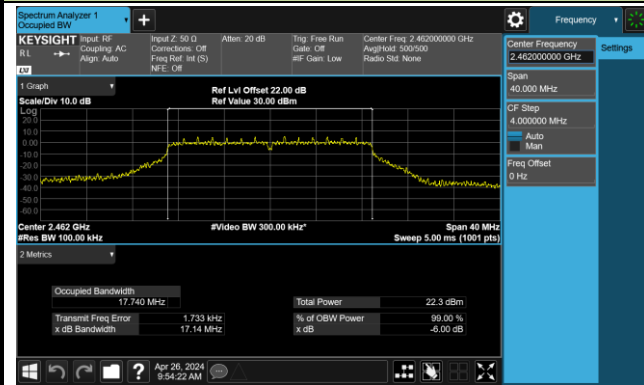 Spectrum Analyzer 1
Occupied BW
+
Frequency
KEYSIGHT
RL
LXI
Input: RF
Coupling: AC
Align: Auto
Input Z: 50 Ω
Corrections: Off
Freq Ref: Int (S)
NFE: Off
Atten: 20 dB
Trig: Free Run
Gate: Off
#IF Gain: Low
Center Freq: 2.462000000 GHz
Avg|Hold: 500/500
Radio Std: None
Center Frequency
2.462000000 GHz
Settings
Span
40.000 MHz
CF Step
4.000000 MHz
Auto
Man
Freq Offset
0 Hz
1 Graph
Scale/Div 10.0 dB
Ref Lvl Offset 22.00 dB
Ref Value 30.00 dBm
Log
20.0
10.0
0.00
-10.0
-20.0
-30.0
-40.0
-50.0
-60.0
Center 2.462 GHz
#Video BW 300.00 kHz*
Span 40 MHz
#Res BW 100.00 kHz
Sweep 5.00 ms (1001 pts)
2 Metrics
Occupied Bandwidth
17.740 MHz
Total Power 22.3 dBm
Transmit Freq Error 1.733 kHz
% of OBW Power 99.00 %
x dB Bandwidth 17.14 MHz
x dB -6.00 dB
?
Apr 26, 2024
9:54:22 AM